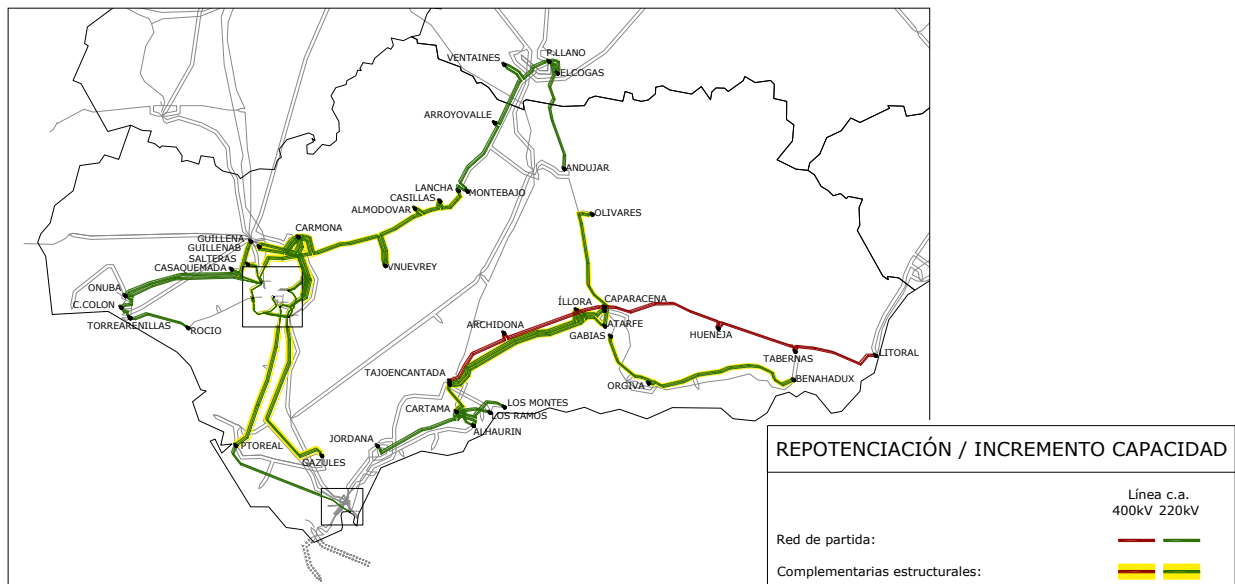 P.LLANO
VENTAINES
ELCOGAS
ARROYOVALLE
ANDUJAR
LANCHA
MONTEBAJO
CASILLAS
ALMODOVAR
OLIVARES
CARMONA
GUILLENA
GUILLENAB
SALTERAS
CASAQUEMADA
VNUEVREY
ONUBA
C.COLON
TORREARENILLAS
ROCIO
ÍLLORA
CAPARACENA
ATARFE
ARCHIDONA
GABIAS
HUENEJA
TABERNAS
LITORAL
TAJOENCANTADA
ORGIVA
BENAHADUX
CARTAMA
LOS MONTES
LOS RAMOS
ALHAURIN
JORDANA
PTOREAL
GAZULES
REPOTENCIACIÓN / INCREMENTO CAPACIDAD
Línea c.a.
400kV 220kV
Red de partida:
Complementarias estructurales: